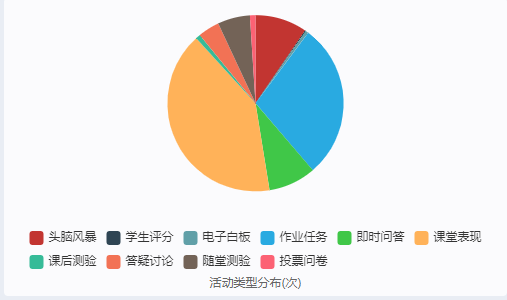 头脑风暴 学生评分 电子白板 作业任务 即时问答 课堂表现
课后测验 答疑讨论 随堂测验 投票问卷
活动类型分布(次)